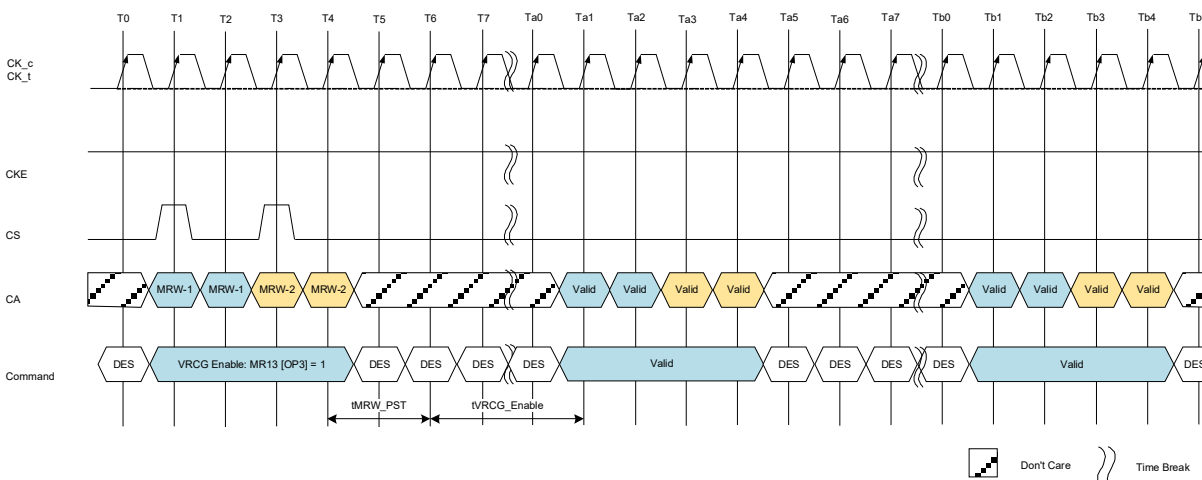 T0 T1 T2 T3 T4 T5 T6 T7 Ta0 Ta1 Ta2 Ta3 Ta4 Ta5 Ta6 Ta7 Tb0 Tb1 Tb2 Tb3 Tb4 Tb
CK_c
CK_t
CKE
CS
CA MRW-1 MRW-1 MRW-2 MRW-2 Valid Valid Valid Valid Valid Valid Valid Valid
Command DES VRCG Enable: MR13 [OP3] = 1 DES DES DES DES Valid DES DES DES DES Valid DES
tMRW_PST tVRCG_Enable
Don't Care Time Break